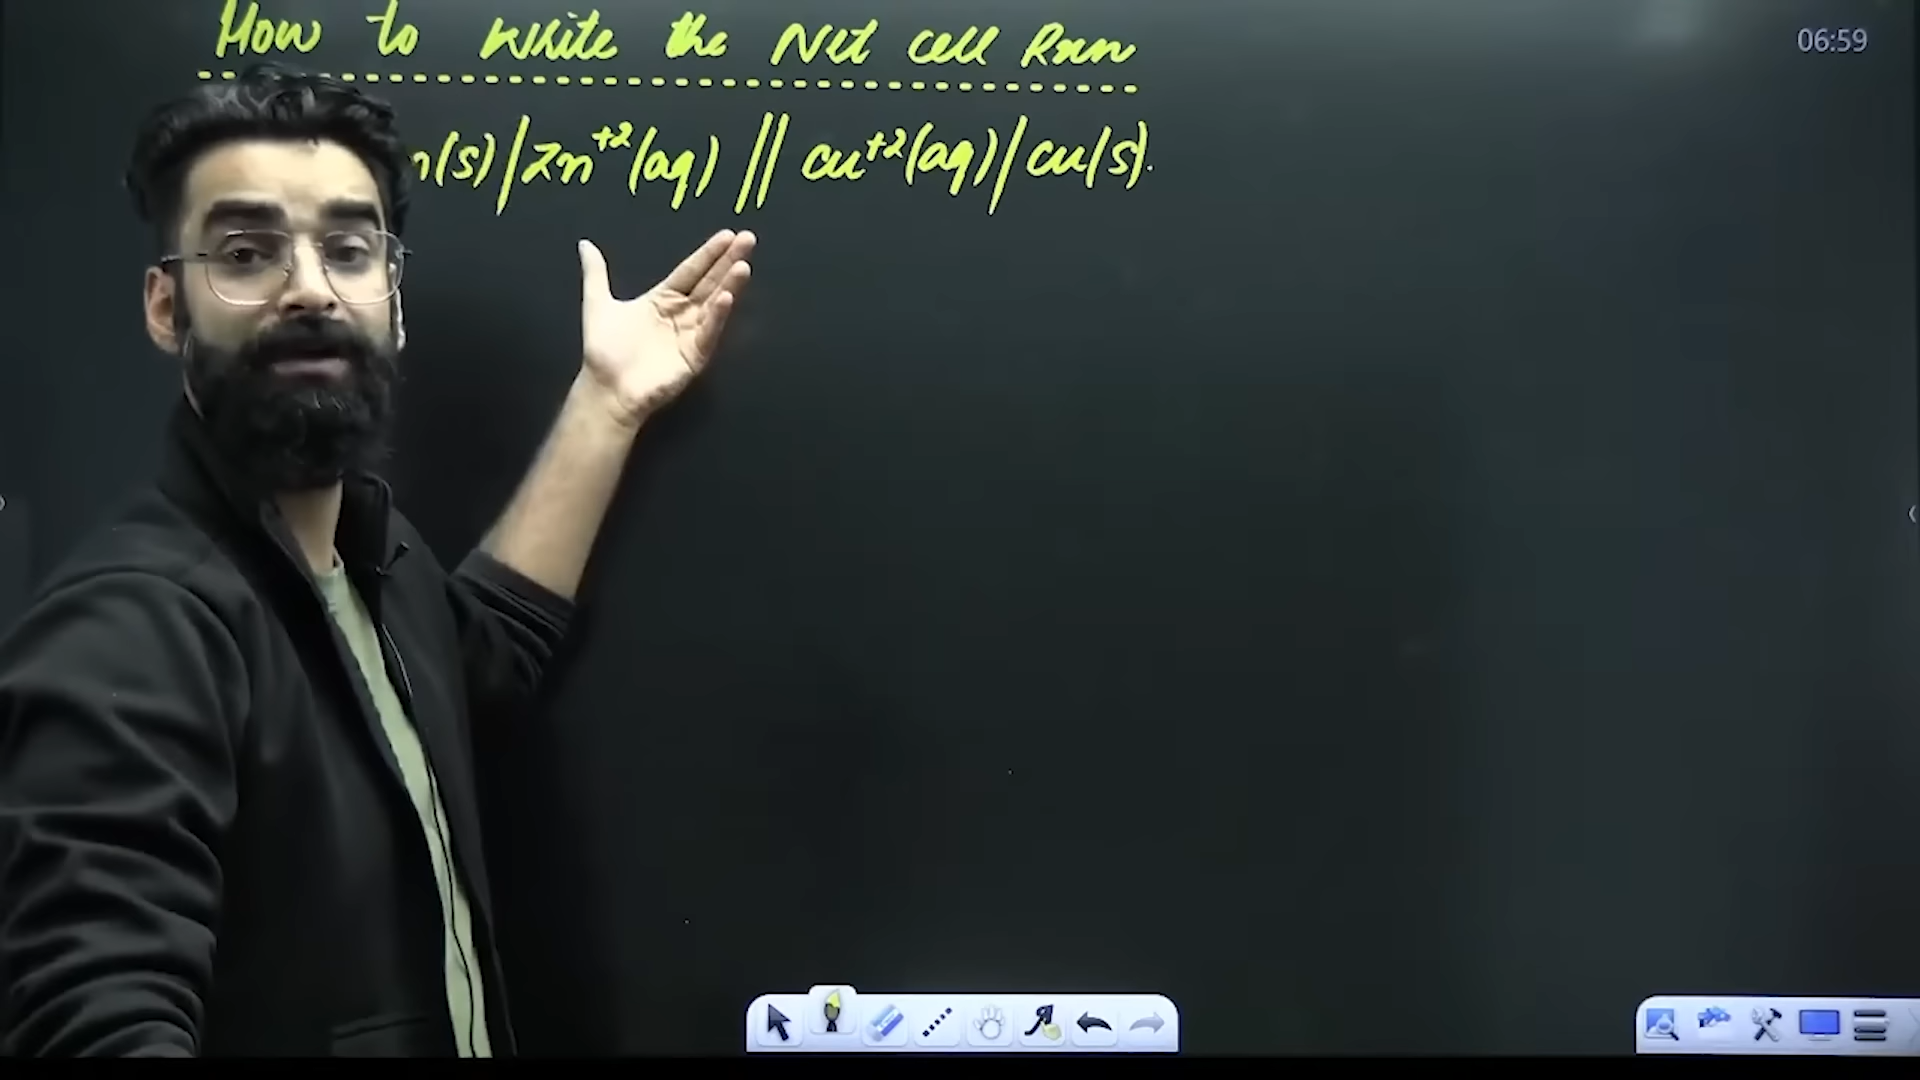 How to Write the Net cell Rxn
06:59
n(s)/Zn+2(aq) // cu+2(aq)/cu(s).